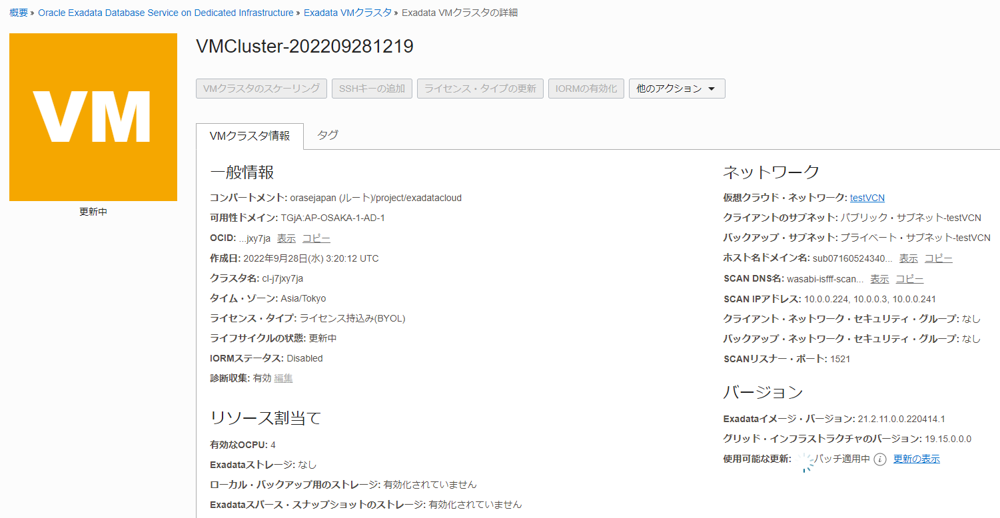 概要 » Oracle Exadata Database Service on Dedicated Infrastructure » Exadata VMクラスタ » Exadata VMクラスタの詳細
VM
更新中
VMCluster-202209281219
VMクラスタのスケーリング SSHキーの追加 ライセンス・タイプの更新 IORMの有効化 他のアクション
VMクラスタ情報 タグ
一般情報
コンパートメント: orasejapan (ルート)/project/exadatacloud
可用性ドメイン: TGjA:AP-OSAKA-1-AD-1
OCID: ...jxy7ja 表示 コピー
作成日: 2022年9月28日(水) 3:20:12 UTC
クラスタ名: cl-j7jxy7ja
タイム・ゾーン: Asia/Tokyo
ライセンス・タイプ: ライセンス持込み(BYOL)
ライフサイクルの状態: 更新中
IORMステータス: Disabled
診断収集: 有効 編集
リソース割当て
有効なOCPU: 4
Exadataストレージ: なし
ローカル・バックアップ用のストレージ: 有効化されていません
Exadataスパース・スナップショットのストレージ: 有効化されていません
ネットワーク
仮想クラウド・ネットワーク: testVCN
クライアントのサブネット: パブリック・サブネット-testVCN
バックアップ・サブネット: プライベート・サブネット-testVCN
ホスト名ドメイン名: sub07160524340... 表示 コピー
SCAN DNS名: wasabi-isfff-scan... 表示 コピー
SCAN IPアドレス: 10.0.0.224, 10.0.0.3, 10.0.0.241
クライアント・ネットワーク・セキュリティ・グループ: なし
バックアップ・ネットワーク・セキュリティ・グループ: なし
SCANリスナー・ポート: 1521
バージョン
Exadataイメージ・バージョン: 21.2.11.0.0.220414.1
グリッド・インフラストラクチャのバージョン: 19.15.0.0.0
使用可能な更新: パッチ適用中 i 更新の表示